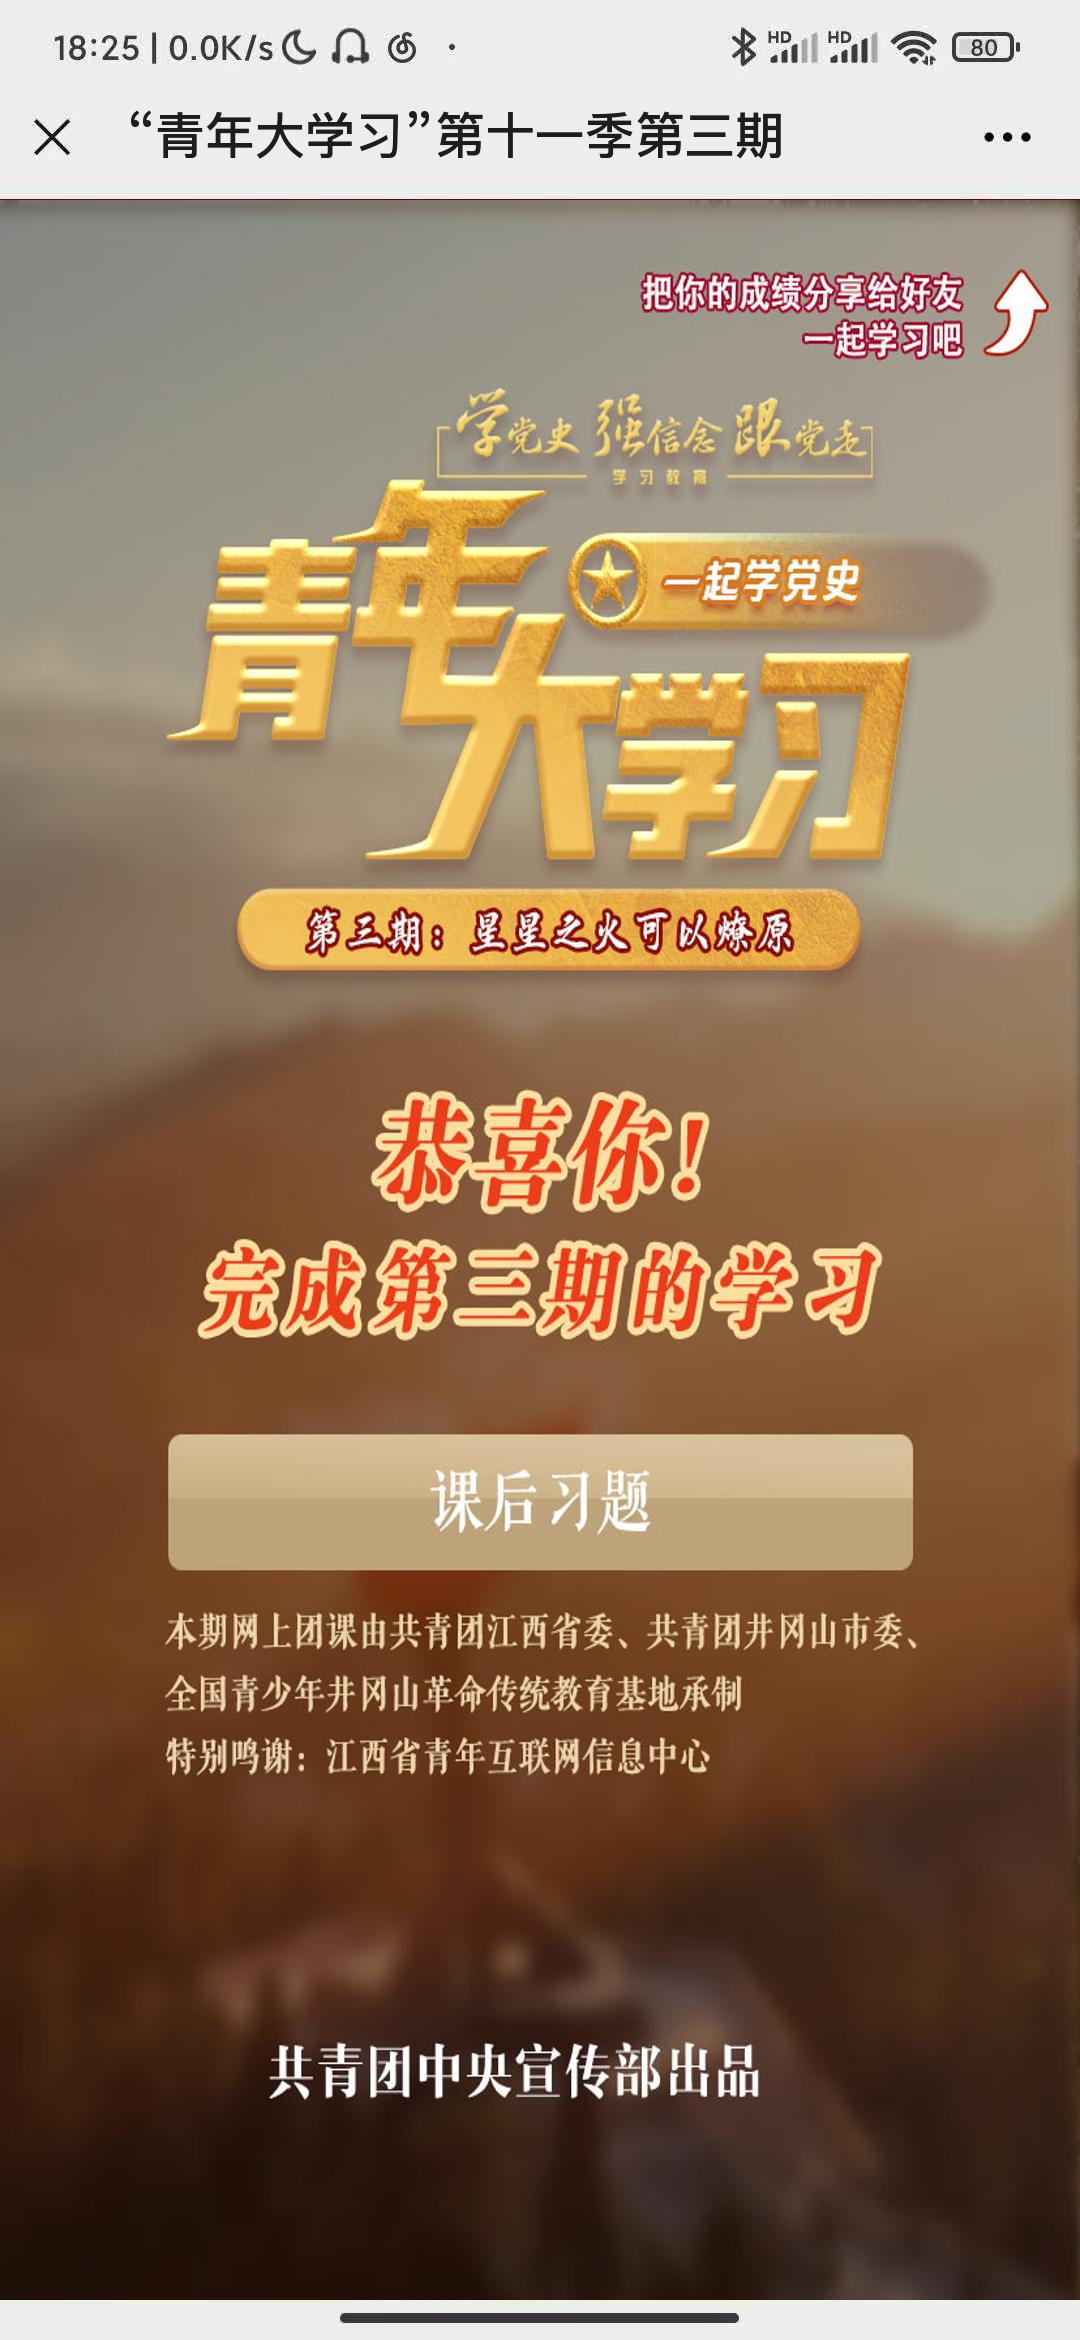 18:25 | 0.0K/s
HD HD 80
“青年大学习”第十一季第三期
把你的成绩分享给好友
一起学习吧
学党史 强信念 跟党走
学习教育
青年大学习
一起学党史
第三期：星星之火可以燎原
恭喜你！
完成第三期的学习
课后习题
本期网上团课由共青团江西省委、共青团井冈山市委、
全国青少年井冈山革命传统教育基地承制
特别鸣谢：江西省青年互联网信息中心
共青团中央宣传部出品